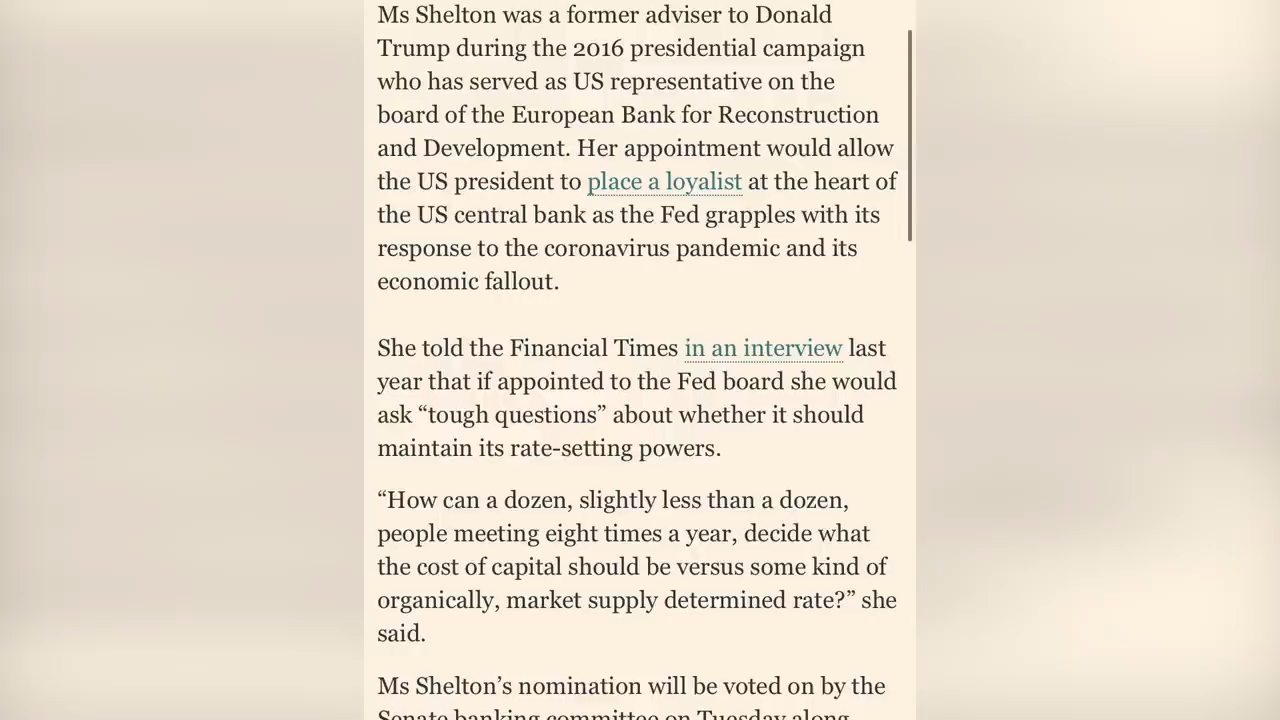 Ms Shelton was a former adviser to Donald
Trump during the 2016 presidential campaign
who has served as US representative on the
board of the European Bank for Reconstruction
and Development. Her appointment would allow
the US president to place a loyalist at the heart of
the US central bank as the Fed grapples with its
response to the coronavirus pandemic and its
economic fallout.
She told the Financial Times in an interview last
year that if appointed to the Fed board she would
ask “tough questions” about whether it should
maintain its rate-setting powers.
“How can a dozen, slightly less than a dozen,
people meeting eight times a year, decide what
the cost of capital should be versus some kind of
organically, market supply determined rate?” she
said.
Ms Shelton’s nomination will be voted on by the
Senate banking committee on Tuesday along